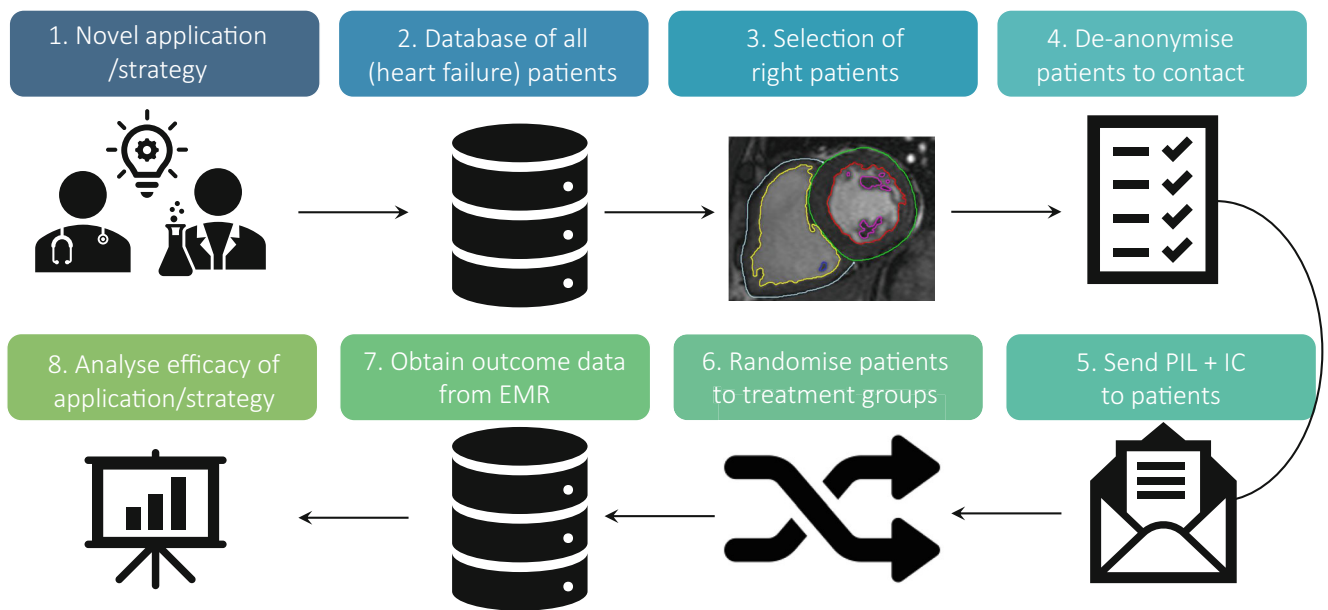 1. Novel application
/strategy
2. Database of all
(heart failure) patients
3. Selection of
right patients
4. De-anonymise
patients to contact
8. Analyse efficacy of
application/strategy
7. Obtain outcome data
from EMR
6. Randomise patients
to treatment groups
5. Send PIL + IC
to patients